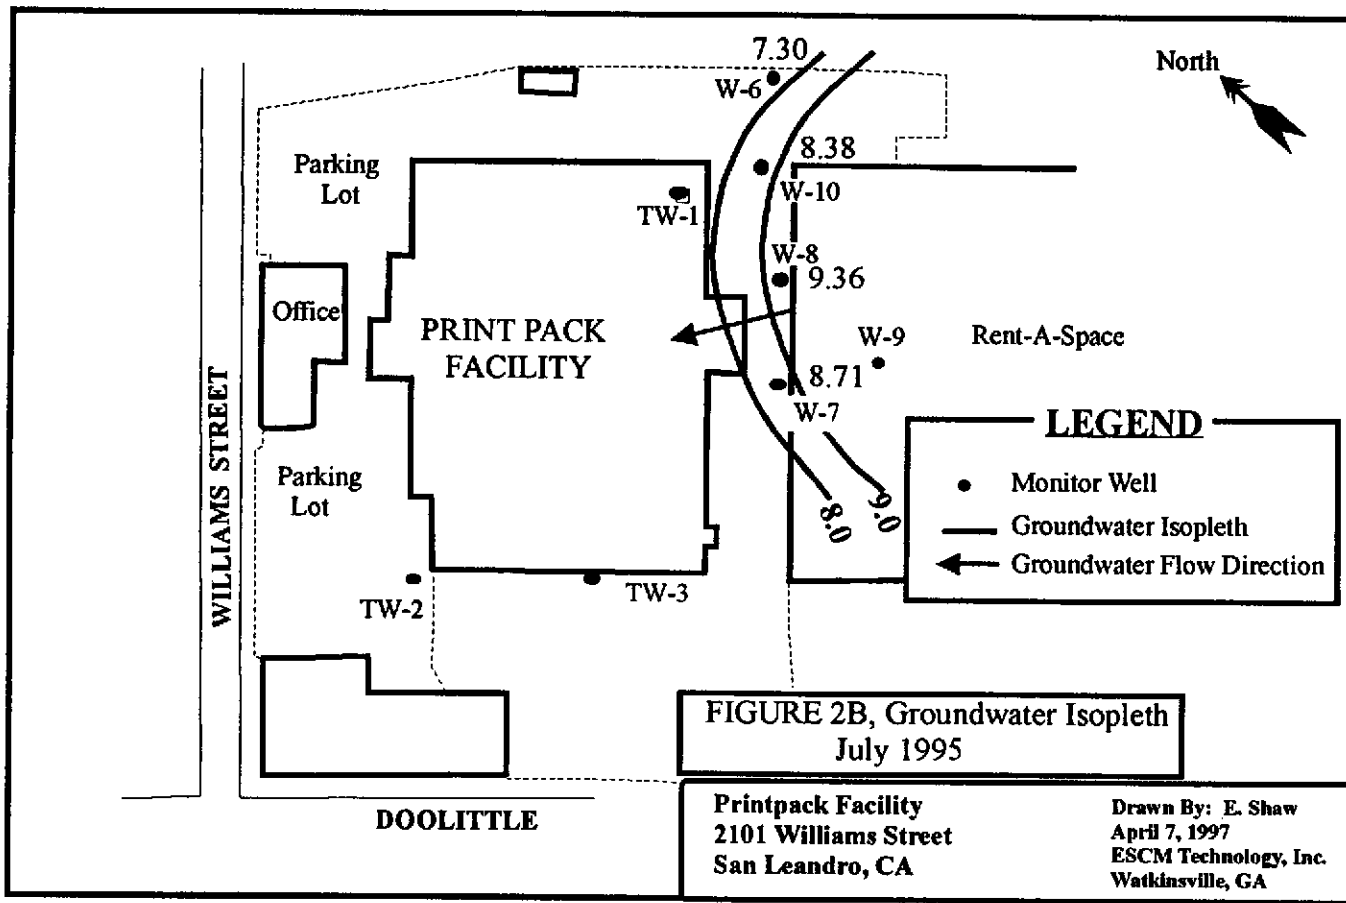 7.30
W-6
North
8.38
W-10
Parking
Lot
TW-1
W-8
9.36
Office
PRINT PACK
FACILITY
W-9
Rent-A-Space
8.71
W-7
WILLIAMS STREET
Parking
Lot
8.0
9.0
LEGEND
Monitor Well
Groundwater Isopleth
Groundwater Flow Direction
TW-2
TW-3
FIGURE 2B, Groundwater Isopleth
July 1995
DOOLITTLE
Printpack Facility
2101 Williams Street
San Leandro, CA
Drawn By: E. Shaw
April 7, 1997
ESCM Technology, Inc.
Watkinsville, GA